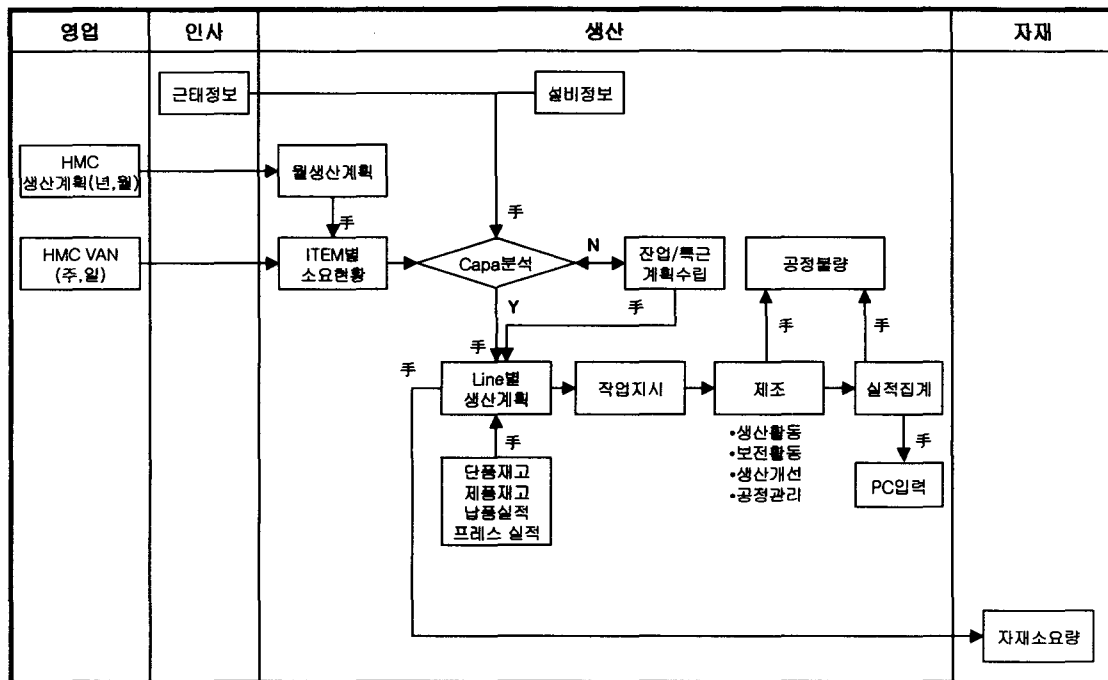 영업 인사 생산 자재
근태정보 설비정보
HMC
생산계획(년,월)
월생산계획
手
手
HMC VAN
(주,일)
ITEM별
소요현황
Capa분석
N
잔업/특근
계획수립
공정불량
Y
手
手
手
手
手
Line별
생산계획
작업지시
제조
실적집계
手
•생산활동
•보전활동
•생산개선
•공정관리
手
PC입력
단품재고
제품재고
납품실적
프레스 실적
자재소요량